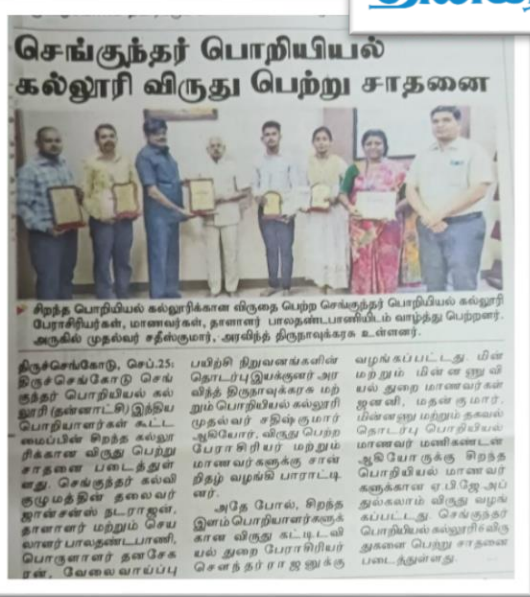 செங்குந்தர் பொறியியல்
கல்லூரி விருது பெற்று சாதனை
சிறந்த பொறியியல் கல்லூரிக்கான விருதை பெற்ற செங்குந்தர் பொறியியல் கல்லூரி
பேராசிரியர்கள், மாணவர்கள், தாளாளர் பாலதண்டபாணியிடம் வாழ்த்து பெற்றனர்.
அருகில் முதல்வர் சதீஸ்குமார், அரவிந்த் திருநாவுக்கரசு உள்ளனர்.
திருச்செங்கோடு, செப்.25:
திருச்செங்கோடு செங்
குந்தர் பொறியியல் கல்
லூரி (தன்னாட்சி) இந்திய
பொறியாளர்கள் கூட்ட
மைப்பின் சிறந்த கல்லூ
ரிக்கான விருது பெற்று
சாதனை படைத்துள்
ளது. செங்குந்தர் கல்வி
குழுமத்தின் தலைவர்
ஜான்சன்ஸ் நடராஜன்,
தாளாளர் மற்றும் செய
லாளர் பாலதண்டபாணி,
பொருளாளர் தனசேக
ரன், வேலைவாய்ப்பு
பயிற்சி நிறுவனங்களின்
தொடர்பு இயக்குனர் அர
விந்த் திருநாவுக்கரசு மற்
றும் பொறியியல் கல்லூரி
முதல்வர் சதிஷ்குமார்
ஆகியோர், விருது பெற்ற
பேராசிரியர் மற்றும்
மாணவர்களுக்கு சான்
றிதழ் வழங்கி பாராட்டி
னர்.
அதே போல், சிறந்த
இளம்பொறியாளர்களுக்
கான விருது கட்டிடவி
யல் துறை பேராசிரியர்
சௌந்தர்ராஜனுக்கு
வழங்கப்பட்டது. மின்
மற்றும் மின்னணுவி
யல் துறை மாணவர்கள்
ஜனனி, மதன்குமார்,
மின்னணு மற்றும் தகவல்
தொடர்பு பொறியியல்
மாணவர் மணிகண்டன்
ஆகியோருக்கு சிறந்த
பொறியியல் மாணவர்
களுக்கான ஏ.பி.ஜே அப்
துல்கலாம் விருது வழங்
கப்பட்டது. செங்குந்தர்
பொறியியல் கல்லூரி 6 விரு
துகளை பெற்று சாதனை
படைத்துள்ளது.